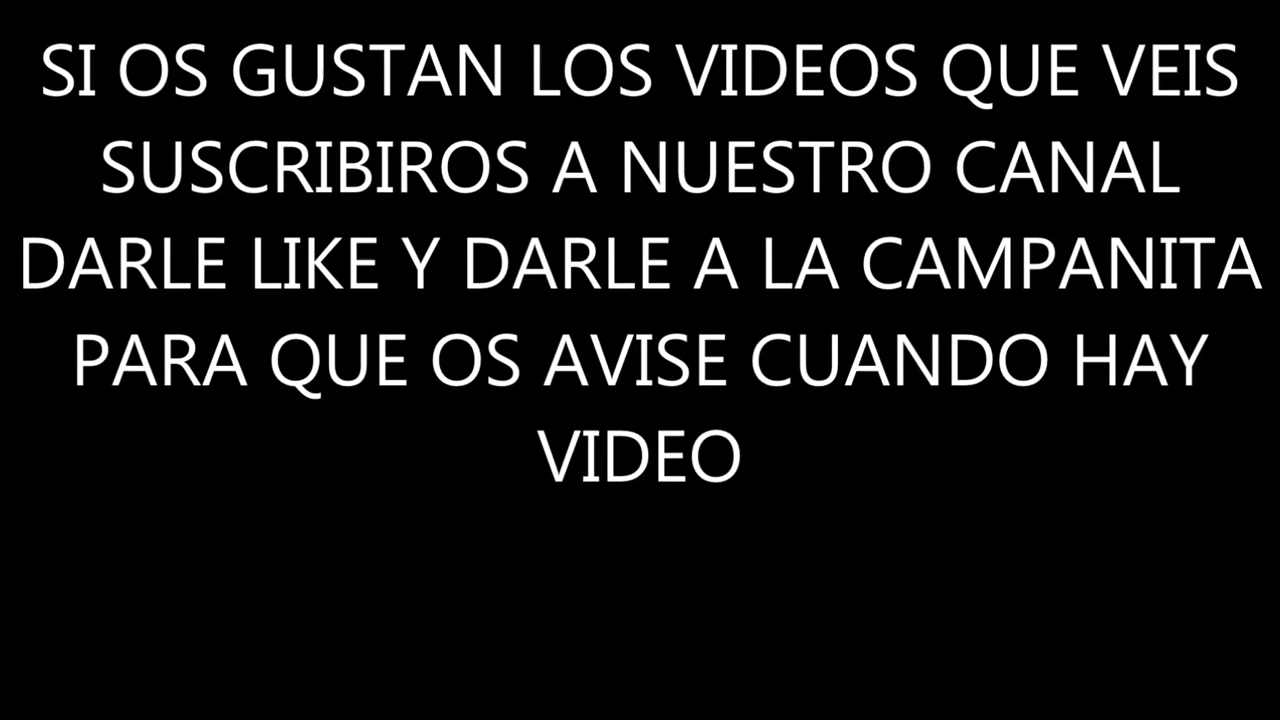 SI OS GUSTAN LOS VIDEOS QUE VEIS
SUSCRIBIROS A NUESTRO CANAL
DARLE LIKE Y DARLE A LA CAMPANITA
PARA QUE OS AVISE CUANDO HAY
VIDEO